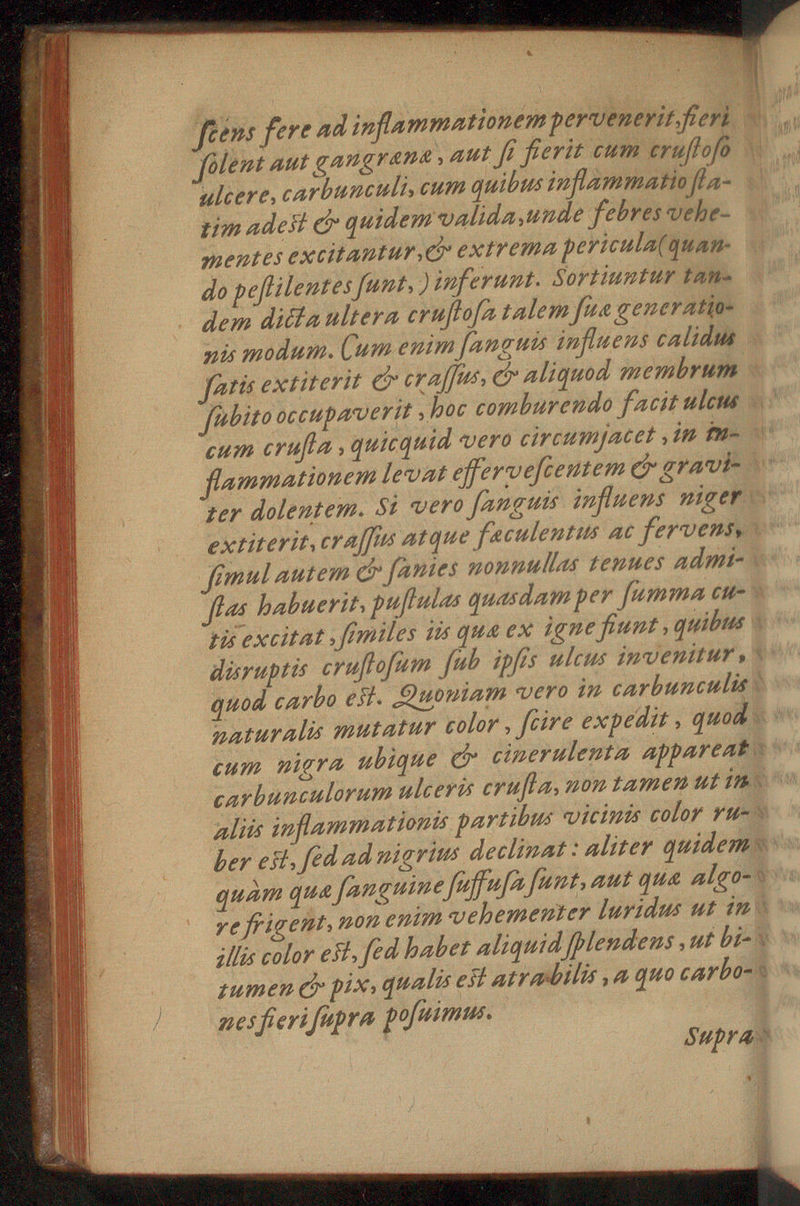 ſcens fere ad inflammationem pervenerit, fieri
ſolent aut gangrænæ, aut ſi fierit cum cruſtoſo
ulcere, carbunculi, cum quibus inflammatio ſta-
tim adest & quidem valida, unde febres vehe-
mentes excitantur, & extrema pericula (quan-
do peſtilentes ſunt, ) inferunt. Sortiuntur tan-
dem dicta ultera cruſtoſa talem ſuæ generatio-
nis modum. Cum enim ſanguis influens calidus
ſatis extiterit & craſſus, & aliquod membrum
ſubito occupaverit, hoc comburendo facit ulcus
cum cruſta, quicquid vero circumjacet, in in-
flammationem levat efferveſcentem & gravi-
ter dolentem. Si vero ſanguis influens niger
extiterit, craſſus atque fæculentus ac fervens,
ſimul autem & ſanies nonnullas tenues admi-
ſtas habuerit, puſtulas quasdam per ſumma cu-
tis excitat, ſimiles iis quæ ex igne fiunt, quibus
disruptis cruſtoſum ſub ipſis ulcus invenitur,
quod carbo est. Quoniam vero in carbunculis
naturalis mutatur color, ſcire expedit, quod
cum nigra ubique & cinerulenta appareat
carbunculorum ulceris cruſta, non tamen ut in
aliis inflammationis partibus vicinis color ru-
ber est, ſed ad nigrius declinat: aliter quidem
quàm quæ ſanguine ſuffuſa ſunt, aut quæ algo-
re frigent, non enim vehementer luridus ut in
illis color est, ſed habet aliquid ſplendens, ut bi-
tumen & pix, qualis est atrabilis, a quo carbo-
nes fieri ſupra poſuimus.
Supra